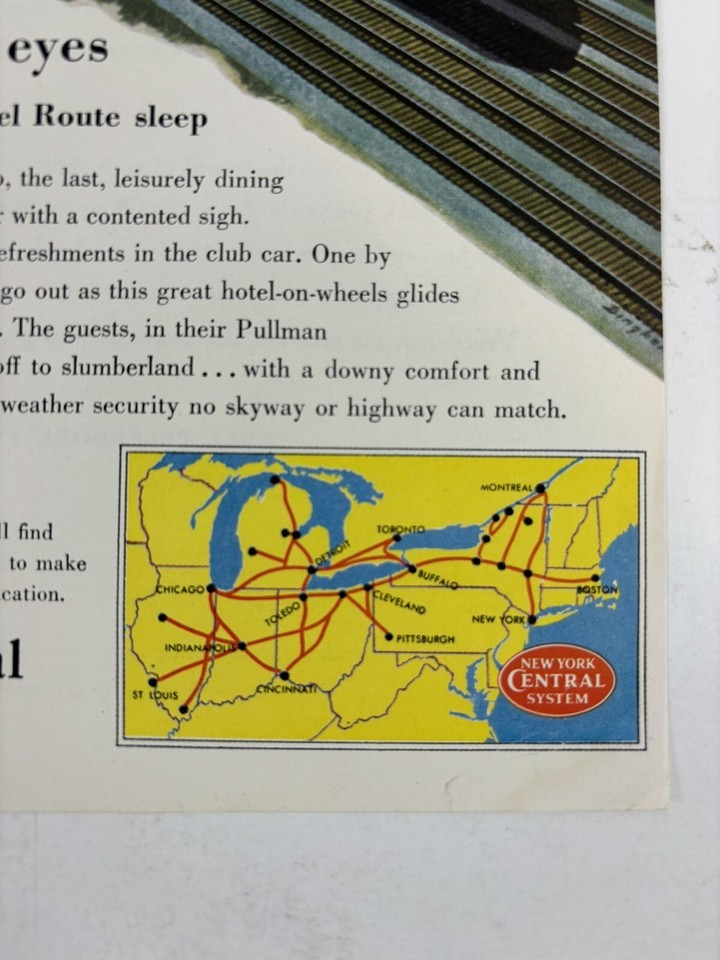 eyes
el Route sleep
o, the last, leisurely dining
r with a contented sigh.
efreshments in the club car. One by
go out as this great hotel-on-wheels glides
. The guests, in their Pullman
off to slumberland . . . with a downy comfort and
weather security no skyway or highway can match.
ll find
to make
cation.
al
MONTREAL
TORONTO
DETROIT
BUFFALO
BOSTON
CHICAGO
CLEVELAND
TOLEDO
NEW YORK
PITTSBURGH
INDIANAPOLIS
ST LOUIS
CINCINNATI
NEW YORK
CENTRAL
SYSTEM